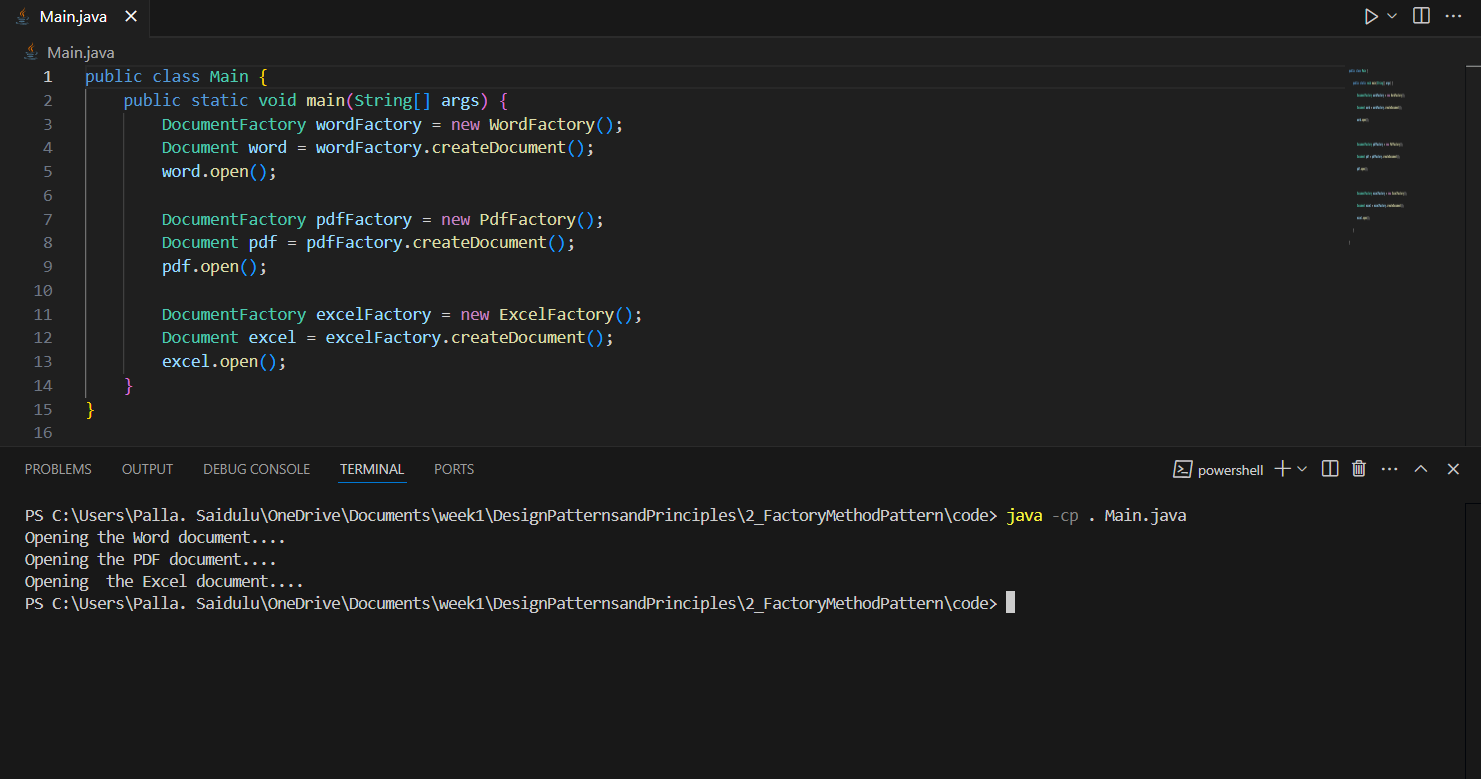 Main.java
Main.java
1 public class Main {
2 public static void main(String[] args) {
3 DocumentFactory wordFactory = new WordFactory();
4 Document word = wordFactory.createDocument();
5 word.open();
6
7 DocumentFactory pdfFactory = new PdfFactory();
8 Document pdf = pdfFactory.createDocument();
9 pdf.open();
10
11 DocumentFactory excelFactory = new ExcelFactory();
12 Document excel = excelFactory.createDocument();
13 excel.open();
14 }
15 }
16
PROBLEMS OUTPUT DEBUG CONSOLE TERMINAL PORTS powershell
PS C:\Users\Palla. Saidulu\OneDrive\Documents\week1\DesignPatternsandPrinciples\2_FactoryMethodPattern\code> java -cp . Main.java
Opening the Word document....
Opening the PDF document....
Opening  the Excel document....
PS C:\Users\Palla. Saidulu\OneDrive\Documents\week1\DesignPatternsandPrinciples\2_FactoryMethodPattern\code>